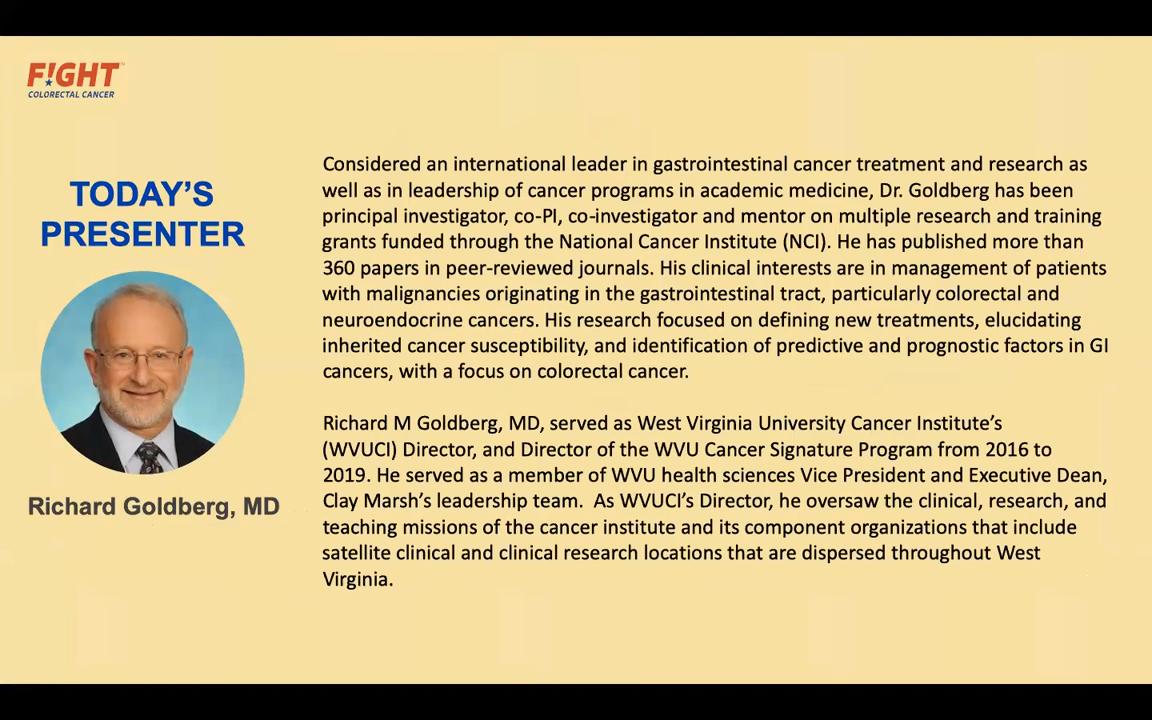 F!GHT
COLORECTAL CANCER
TODAY'S
PRESENTER
Richard Goldberg, MD
Considered an international leader in gastrointestinal cancer treatment and research as
well as in leadership of cancer programs in academic medicine, Dr. Goldberg has been
principal investigator, co-PI, co-investigator and mentor on multiple research and training
grants funded through the National Cancer Institute (NCI). He has published more than
360 papers in peer-reviewed journals. His clinical interests are in management of patients
with malignancies originating in the gastrointestinal tract, particularly colorectal and
neuroendocrine cancers. His research focused on defining new treatments, elucidating
inherited cancer susceptibility, and identification of predictive and prognostic factors in GI
cancers, with a focus on colorectal cancer.
Richard M Goldberg, MD, served as West Virginia University Cancer Institute's
(WVUCI) Director, and Director of the WVU Cancer Signature Program from 2016 to
2019. He served as a member of WVU health sciences Vice President and Executive Dean,
Clay Marsh's leadership team.  As WVUCI's Director, he oversaw the clinical, research, and
teaching missions of the cancer institute and its component organizations that include
satellite clinical and clinical research locations that are dispersed throughout West
Virginia.